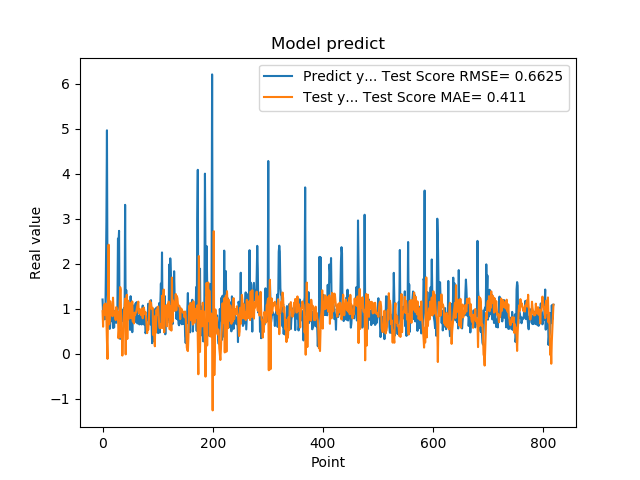 Model predict
Predict y... Test Score RMSE= 0.6625
Test y... Test Score MAE= 0.411
Real value
6
5
4
3
2
1
0
−1
0 200 400 600 800
Point